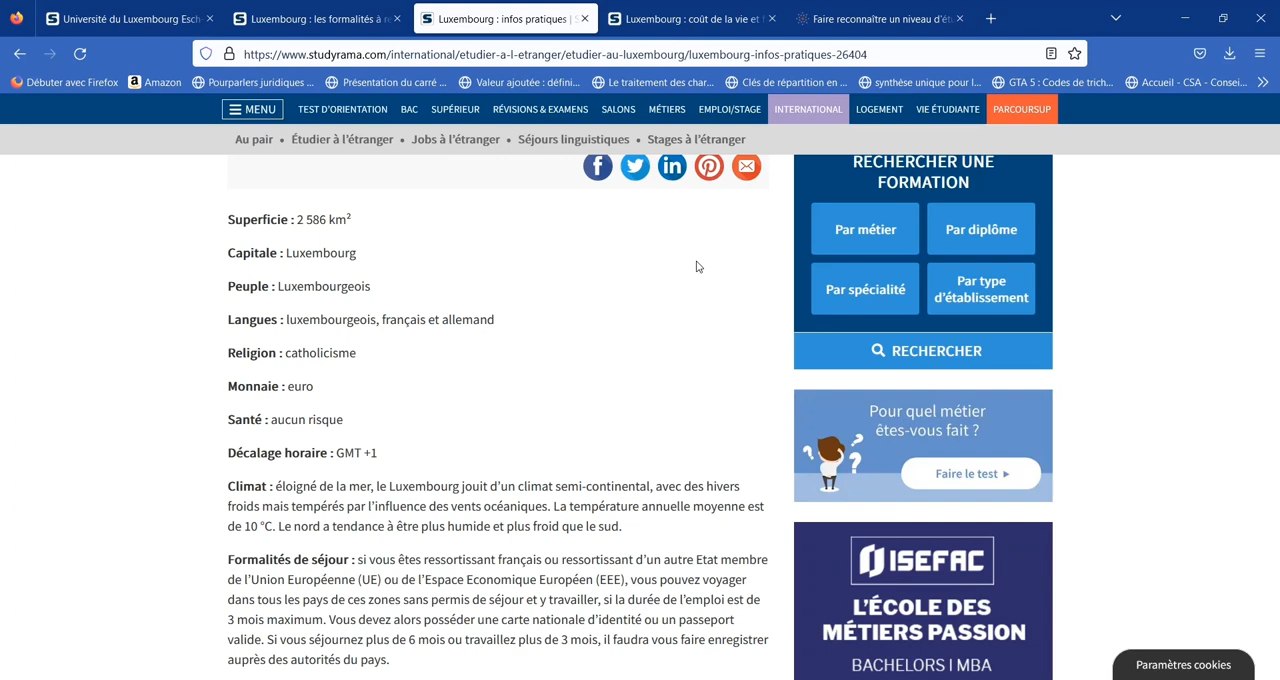 Université du Luxembourg Esch
Luxembourg : les formalités à re
Luxembourg : infos pratiques | S
Luxembourg : coût de la vie et f
Faire reconnaître un niveau d'étu
https://www.studyrama.com/international/etudier-a-l-etranger/etudier-au-luxembourg/luxembourg-infos-pratiques-26404
Débuter avec Firefox
Amazon
Pourparlers juridiques ...
Présentation du carré ...
Valeur ajoutée : défini...
Le traitement des char...
Clés de répartition en ...
synthèse unique pour l...
GTA 5 : Codes de trich...
Accueil - CSA - Consei...
MENU
TEST D'ORIENTATION
BAC
SUPÉRIEUR
RÉVISIONS & EXAMENS
SALONS
MÉTIERS
EMPLOI/STAGE
INTERNATIONAL
LOGEMENT
VIE ÉTUDIANTE
PARCOURSUP
Au pair • Étudier à l'étranger • Jobs à l'étranger • Séjours linguistiques • Stages à l'étranger
Superficie : 2 586 km²
Capitale : Luxembourg
Peuple : Luxembourgeois
Langues : luxembourgeois, français et allemand
Religion : catholicisme
Monnaie : euro
Santé : aucun risque
Décalage horaire : GMT +1
Climat : éloigné de la mer, le Luxembourg jouit d'un climat semi-continental, avec des hivers
froids mais tempérés par l'influence des vents océaniques. La température annuelle moyenne est
de 10 °C. Le nord a tendance à être plus humide et plus froid que le sud.
Formalités de séjour : si vous êtes ressortissant français ou ressortissant d'un autre Etat membre
de l'Union Européenne (UE) ou de l'Espace Economique Européen (EEE), vous pouvez voyager
dans tous les pays de ces zones sans permis de séjour et y travailler, si la durée de l'emploi est de
3 mois maximum. Vous devez alors posséder une carte nationale d'identité ou un passeport
valide. Si vous séjournez plus de 6 mois ou travaillez plus de 3 mois, il faudra vous faire enregistrer
auprès des autorités du pays.
RECHERCHER UNE
FORMATION
Par métier
Par diplôme
Par spécialité
Par type
d'établissement
RECHERCHER
Pour quel métier
êtes-vous fait ?
Faire le test ►
ISEFAC
L'ÉCOLE DES
MÉTIERS PASSION
BACHELORS | MBA
Paramètres cookies